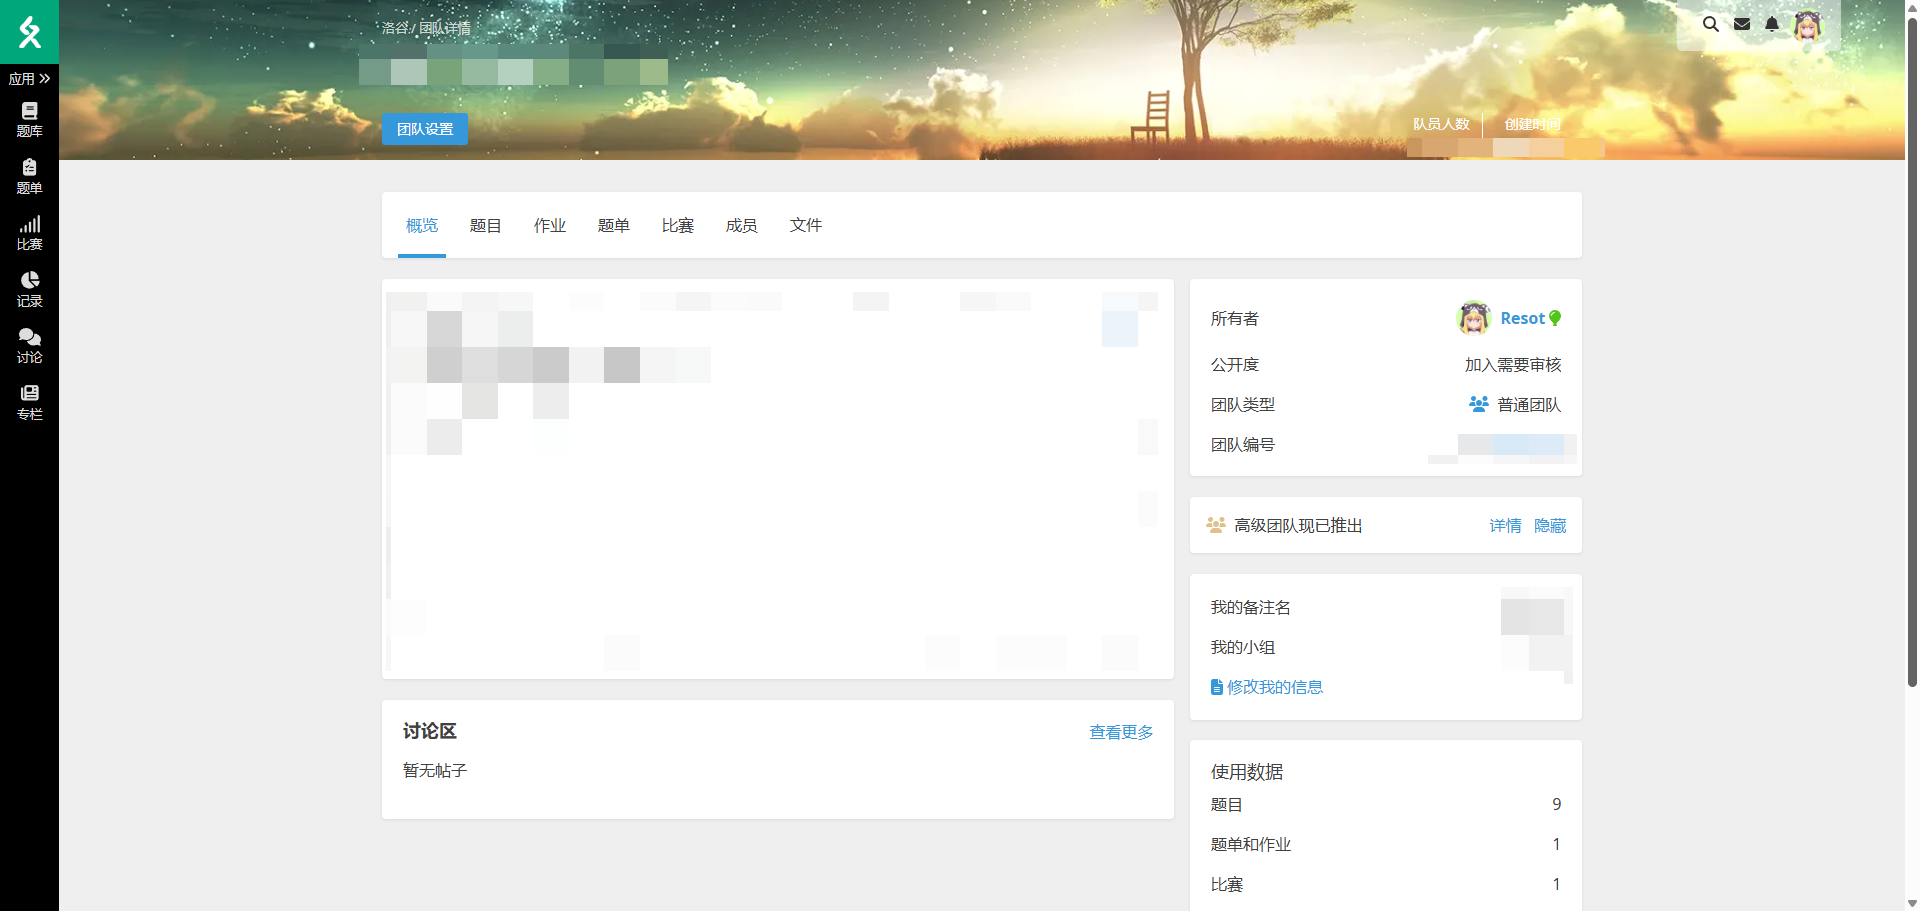 洛谷 / 团队详情
应用
题库
题单
比赛
记录
讨论
专栏
团队设置
队员人数
创建时间
概览 题目 作业 题单 比赛 成员 文件
所有者 Resot
公开度 加入需要审核
团队类型 普通团队
团队编号
高级团队现已推出 详情 隐藏
我的备注名
我的小组
修改我的信息
讨论区 查看更多
暂无帖子
使用数据
题目 9
题单和作业 1
比赛 1